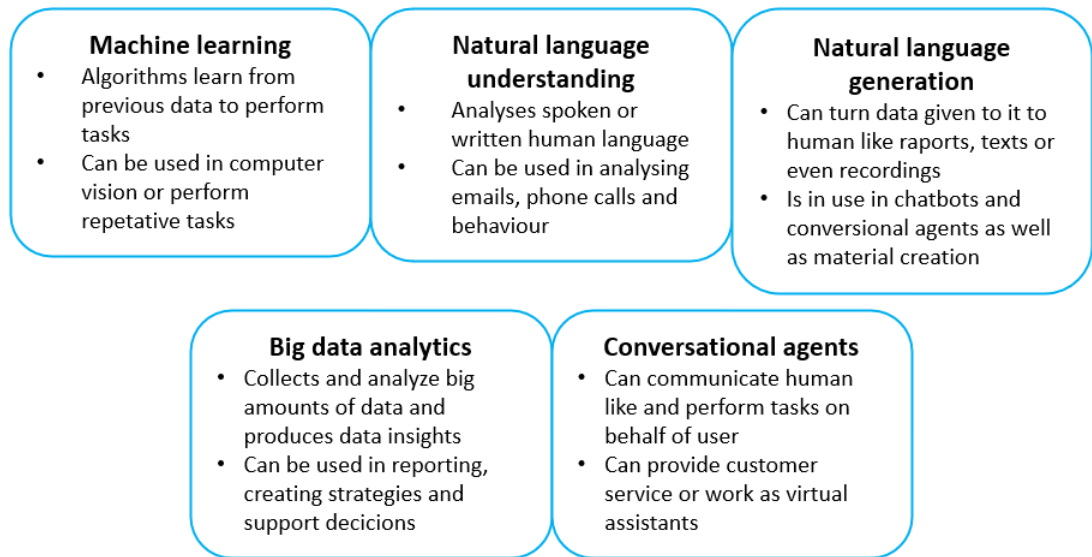 Machine learning
• Algorithms learn from
previous data to perform
tasks
• Can be used in computer
vision or perform
repetative tasks
Natural language
understanding
• Analyses spoken or
written human language
• Can be used in analysing
emails, phone calls and
behaviour
Natural language
generation
• Can turn data given to it to
human like raports, texts or
even recordings
• Is in use in chatbots and
conversional agents as well
as material creation
Big data analytics
• Collects and analyze big
amounts of data and
produces data insights
• Can be used in reporting,
creating strategies and
support decicions
Conversational agents
• Can communicate human
like and perform tasks on
behalf of user
• Can provide customer
service or work as virtual
assistants